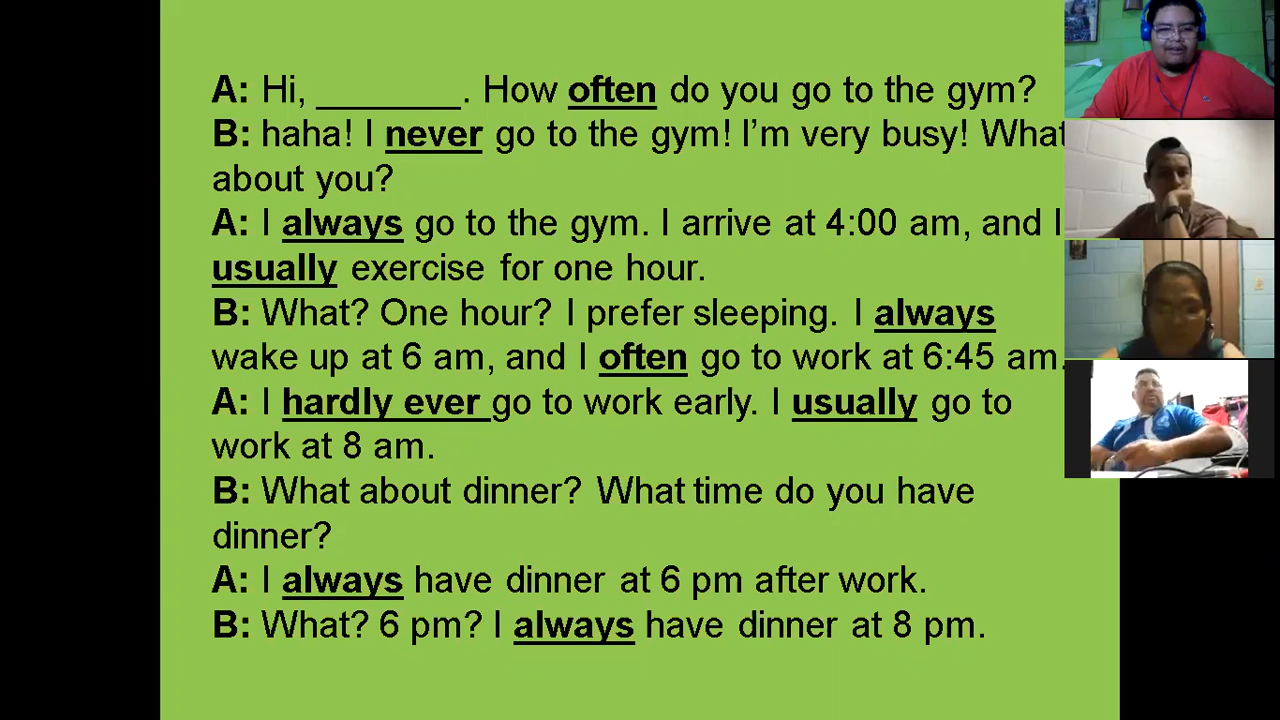 A: Hi, _______. How often do you go to the gym?
B: haha! I never go to the gym! I'm very busy! What
about you?
A: I always go to the gym. I arrive at 4:00 am, and I
usually exercise for one hour.
B: What? One hour? I prefer sleeping. I always
wake up at 6 am, and I often go to work at 6:45 am.
A: I hardly ever go to work early. I usually go to
work at 8 am.
B: What about dinner? What time do you have
dinner?
A: I always have dinner at 6 pm after work.
B: What? 6 pm? I always have dinner at 8 pm.